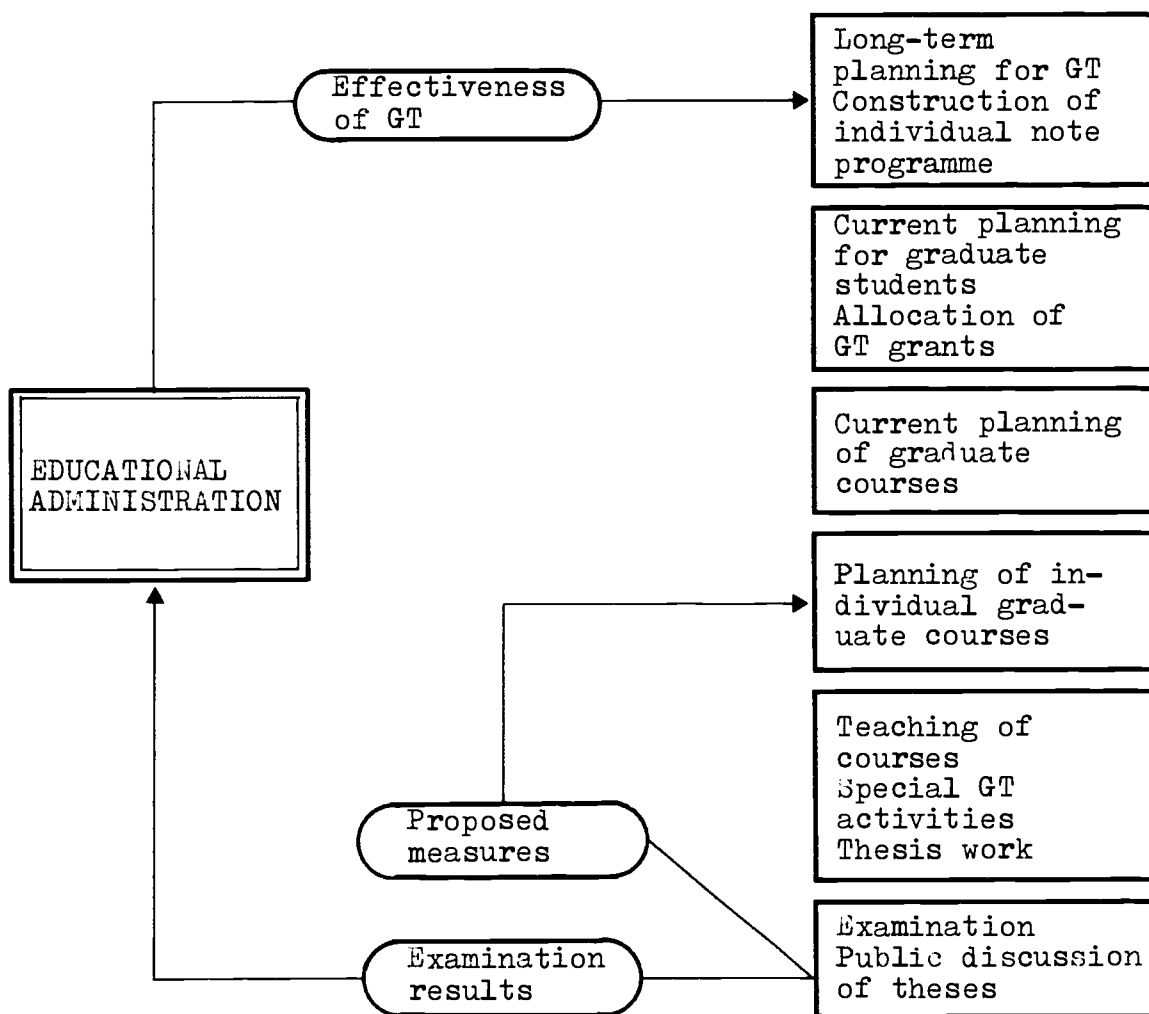 Effectiveness
of GT
Long-term
planning for GT
Construction of
individual note
programme
Current planning
for graduate
students
Allocation of
GT grants
EDUCATIONAL
ADMINISTRATION
Current planning
of graduate
courses
Planning of in-
dividual grad-
uate courses
Teaching of
courses
Special GT
activities
Thesis work
Proposed
measures
Examination
results
Examination
Public discussion
of theses